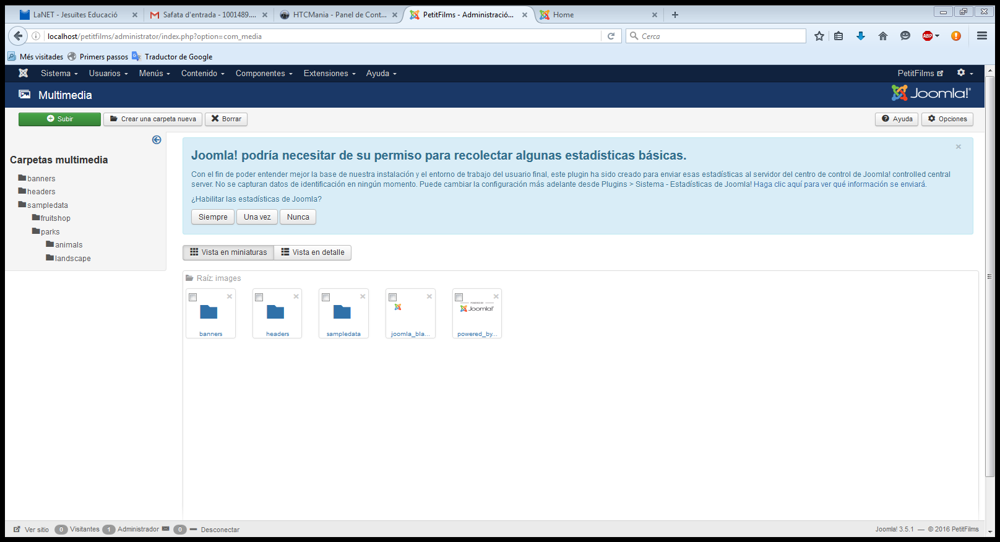 LaNET - Jesuïtes Educació
Safata d'entrada - 1001489....
HTCMania - Panel de Cont...
PetitFilms - Administració...
Home
localhost/petitfilms/administrator/index.php?option=com_media
Cerca
ABP
Més visitades
Primers passos
Traductor de Google
Sistema
Usuarios
Menús
Contenido
Componentes
Extensiones
Ayuda
PetitFilms
Multimedia
Joomla!
Subir
Crear una carpeta nueva
Borrar
Ayuda
Opciones
Carpetas multimedia
banners
headers
sampledata
fruitshop
parks
animals
landscape
Joomla! podría necesitar de su permiso para recolectar algunas estadísticas básicas.
Con el fin de poder entender mejor la base de nuestra instalación y el entorno de trabajo del usuario final, este plugin ha sido creado para enviar esas estadísticas al servidor del centro de control de Joomla! controlled central
server. No se capturan datos de identificación en ningún momento. Puede cambiar la configuración más adelante desde Plugins > Sistema - Estadísticas de Joomla! Haga clic aquí para ver qué información se enviará.
¿Habilitar las estadísticas de Joomla?
Siempre
Una vez
Nunca
Vista en miniaturas
Vista en detalle
Raíz: images
banners
headers
sampledata
joomla_bla...
POWERED BY
Joomla!
powered_by...
Ver sitio
0 Visitantes
1 Administrador
0
Desconectar
Joomla! 3.5.1 — © 2016 PetitFilms